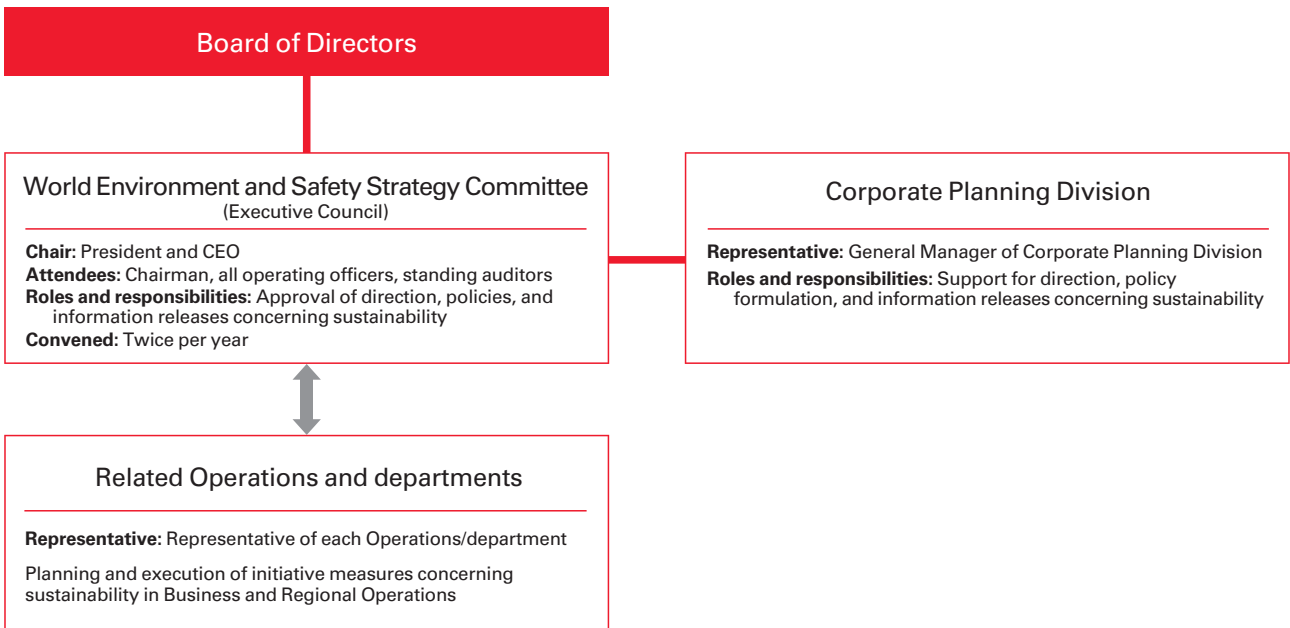 Board of Directors
World Environment and Safety Strategy Committee
(Executive Council)
Chair: President and CEO
Attendees: Chairman, all operating officers, standing auditors
Roles and responsibilities: Approval of direction, policies, and
information releases concerning sustainability
Convened: Twice per year
Corporate Planning Division
Representative: General Manager of Corporate Planning Division
Roles and responsibilities: Support for direction, policy
formulation, and information releases concerning sustainability
Related Operations and departments
Representative: Representative of each Operations/department
Planning and execution of initiative measures concerning
sustainability in Business and Regional Operations